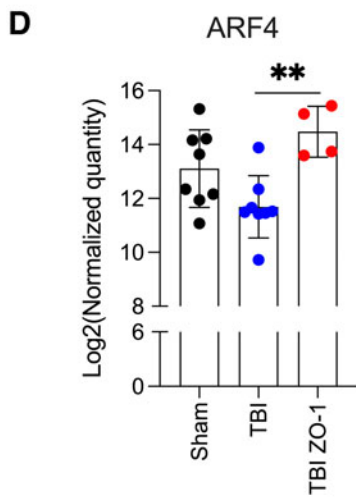 D
ARF4
**
Log2(Normalized quantity)
16
14
12
10
8
6
0
Sham
TBI
TBI ZO-1